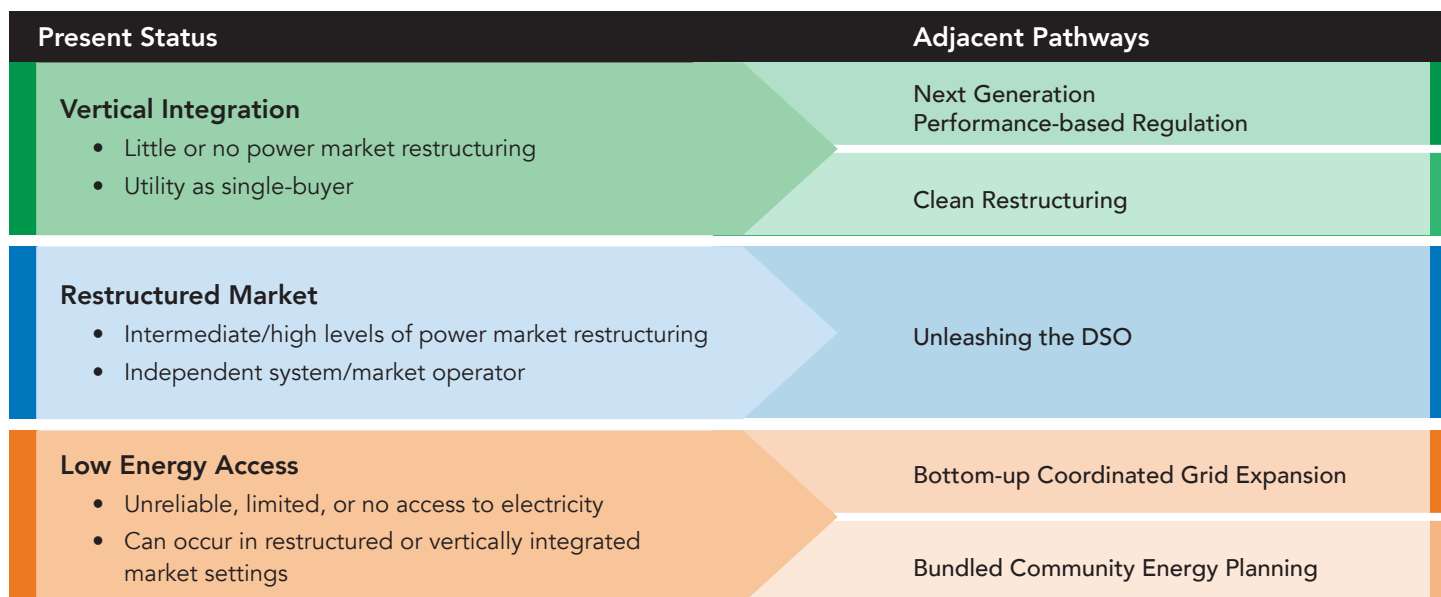 Present Status
Adjacent Pathways
Vertical Integration
• Little or no power market restructuring
• Utility as single-buyer
Next Generation
Performance-based Regulation
Clean Restructuring
Restructured Market
• Intermediate/high levels of power market restructuring
• Independent system/market operator
Unleashing the DSO
Low Energy Access
• Unreliable, limited, or no access to electricity
• Can occur in restructured or vertically integrated
market settings
Bottom-up Coordinated Grid Expansion
Bundled Community Energy Planning